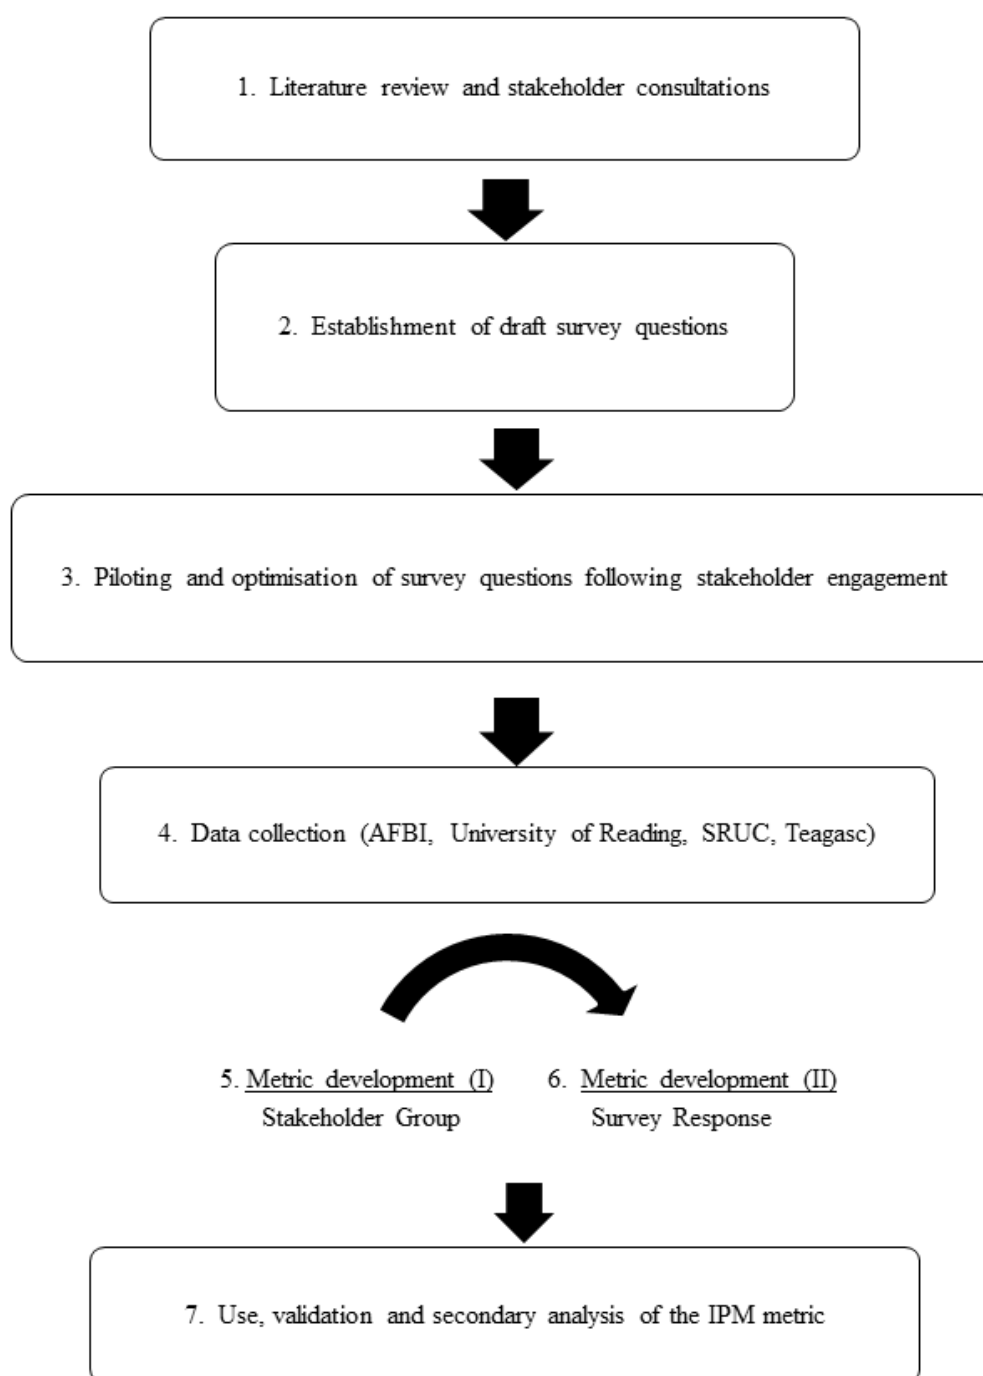 1. Literature review and stakeholder consultations
2. Establishment of draft survey questions
3. Piloting and optimisation of survey questions following stakeholder engagement
4. Data collection (AFBI, University of Reading, SRUC, Teagasc)
5. Metric development (I)
Stakeholder Group
6. Metric development (II)
Survey Response
7. Use, validation and secondary analysis of the IPM metric